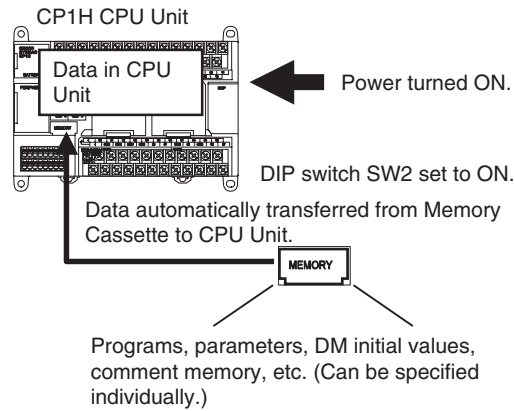 CP1H CPU Unit
Data in CPU
Unit
Power turned ON.
MEMORY
DIP switch SW2 set to ON.
Data automatically transferred from Memory
Cassette to CPU Unit.
MEMORY
Programs, parameters, DM initial values,
comment memory, etc. (Can be specified
individually.)